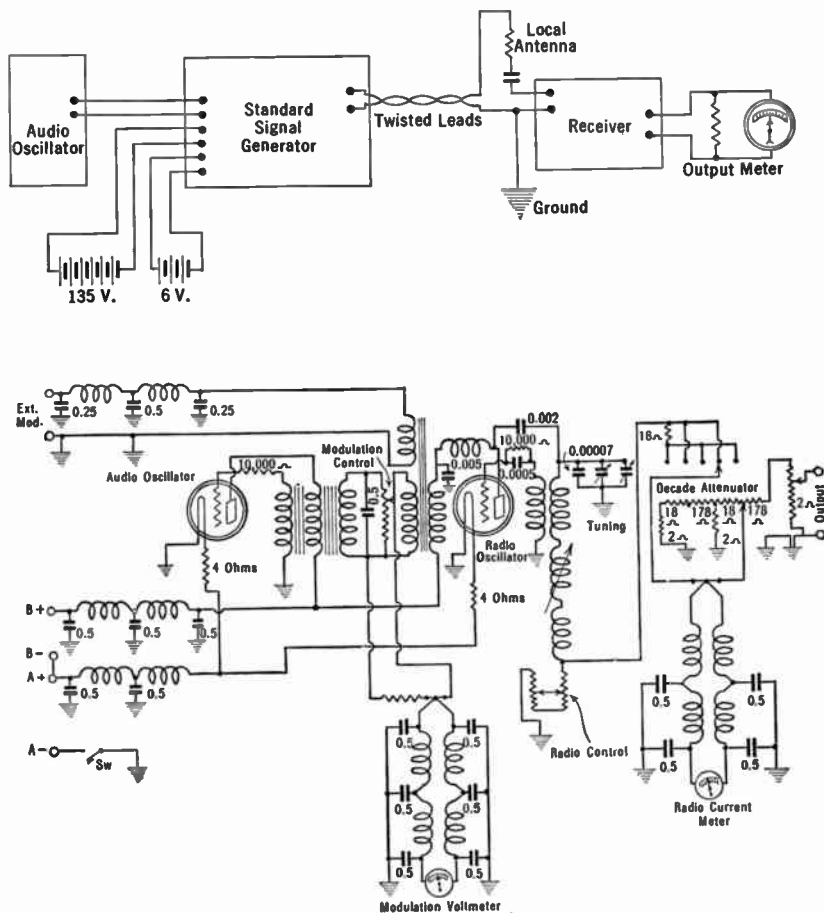 Local
Antenna
Audio
Oscillator
Standard
Signal
Generator
Twisted Leads
Receiver
Output Meter
Ground
135 V.
6 V.
Ext.
Mod.
0.25
0.5
0.25
Audio Oscillator
10,000 Ω
Modulation
Control
0.5
0.005
0.002
10,000 Ω
0.0005
0.00007
Radio
Oscillator
Tuning
18 Ω
Decade Attenuator
18 Ω
178 Ω
18 Ω
178 Ω
2 Ω
2 Ω
2 Ω
Output
4 Ohms
4 Ohms
B+
0.5
0.5
0.5
B-
A+
0.5
0.5
A-
Sw
Radio Control
0.5
0.5
0.5
0.5
0.5
0.5
Modulation Voltmeter
0.5
0.5
0.5
0.5
Radio Current
Meter